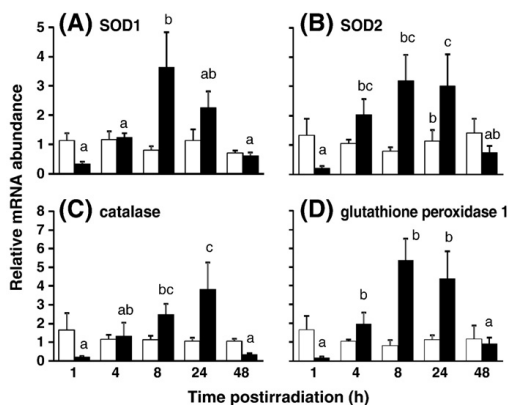 (A) SOD1
(B) SOD2
Relative mRNA abundance
5
4
3
2
1
0
a
a
b
ab
a
a
bc
bc
b
c
ab
(C) catalase
(D) glutathione peroxidase 1
8
7
6
5
4
3
2
1
0
a
ab
bc
c
a
a
b
b
b
a
1 4 8 24 48
1 4 8 24 48
Time postirradiation (h)